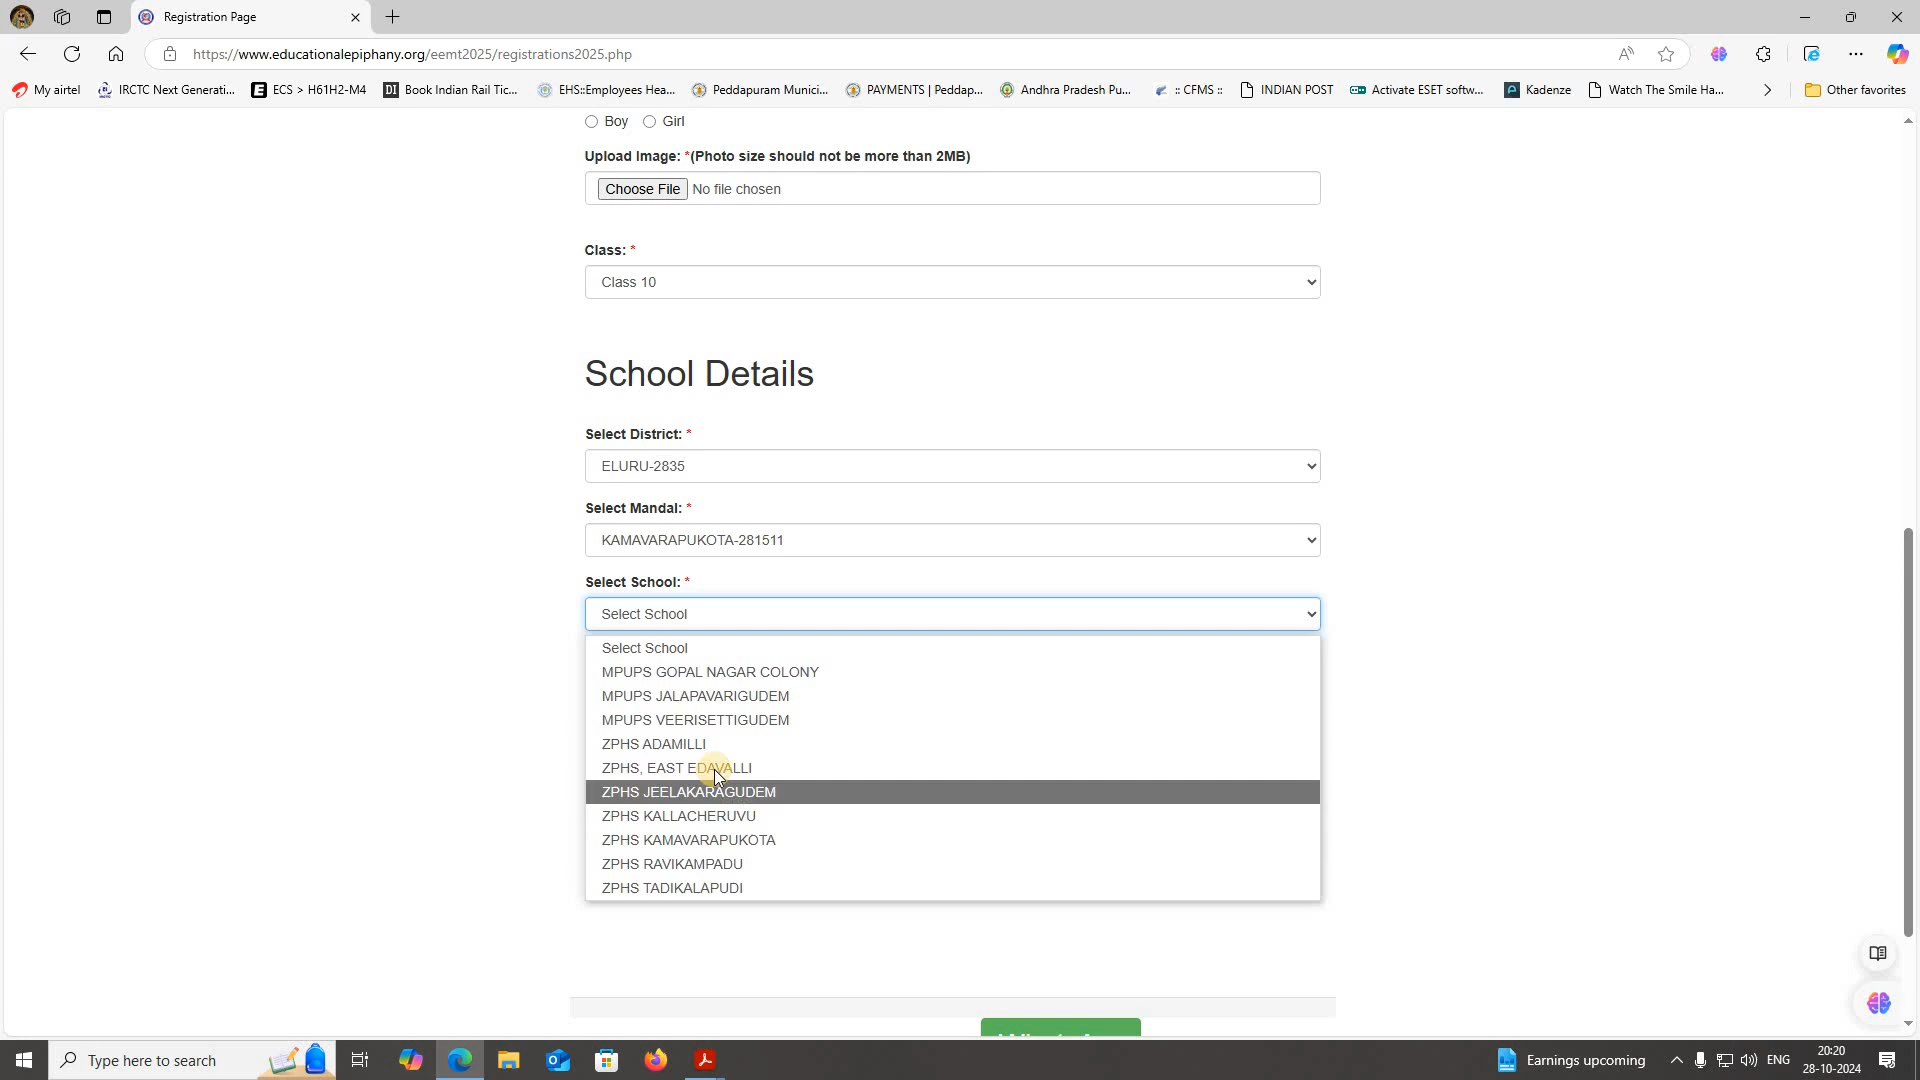 Registration Page
https://www.educationalepiphany.org/eemt2025/registrations2025.php
My airtel
IRCTC Next Generati...
ECS > H61H2-M4
Book Indian Rail Tic...
EHS::Employees Hea...
Peddapuram Munici...
PAYMENTS | Peddap...
Andhra Pradesh Pu...
:: CFMS ::
INDIAN POST
Activate ESET softw...
Kadenze
Watch The Smile Ha...
Other favorites
Boy Girl
Upload Image: *(Photo size should not be more than 2MB)
Choose File No file chosen
Class: *
Class 10
School Details
Select District: *
ELURU-2835
Select Mandal: *
KAMAVARAPUKOTA-281511
Select School: *
Select School
Select School
MPUPS GOPAL NAGAR COLONY
MPUPS JALAPAVARIGUDEM
MPUPS VEERISETTIGUDEM
ZPHS ADAMILLI
ZPHS, EAST EDAVALLI
ZPHS JEELAKARAGUDEM
ZPHS KALLACHERUVU
ZPHS KAMAVARAPUKOTA
ZPHS RAVIKAMPADU
ZPHS TADIKALAPUDI
Type here to search
Earnings upcoming
ENG
20:20
28-10-2024